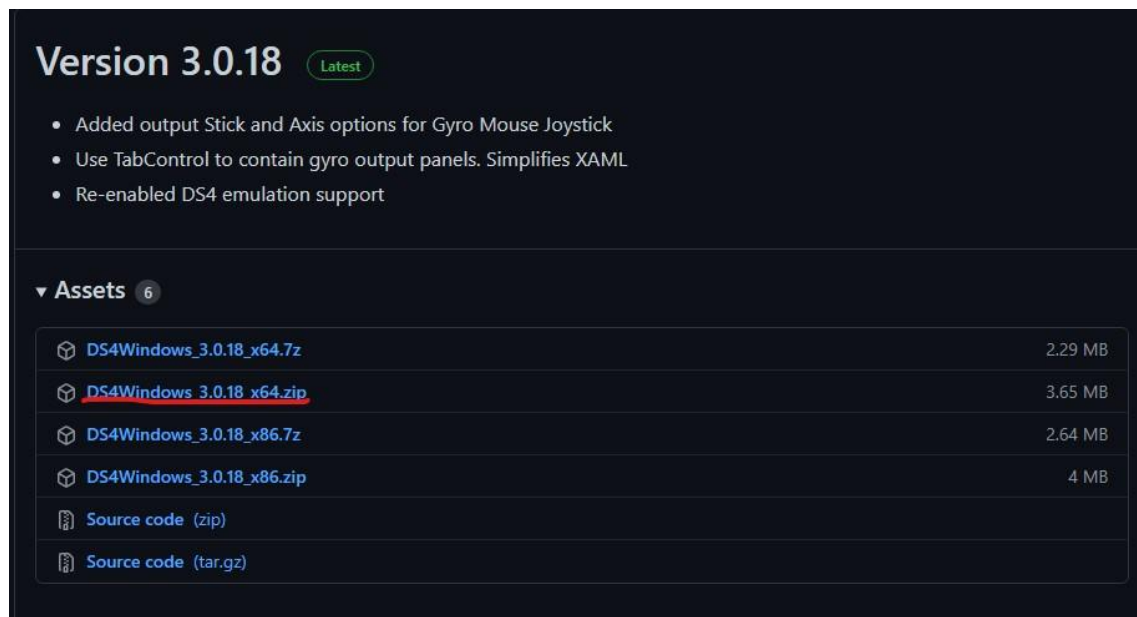 Version 3.0.18 Latest
Added output Stick and Axis options for Gyro Mouse Joystick
Use TabControl to contain gyro output panels. Simplifies XAML
Re-enabled DS4 emulation support
Assets 6
DS4Windows_3.0.18_x64.7z 2.29 MB
DS4Windows_3.0.18_x64.zip 3.65 MB
DS4Windows_3.0.18_x86.7z 2.64 MB
DS4Windows_3.0.18_x86.zip 4 MB
Source code (zip)
Source code (tar.gz)